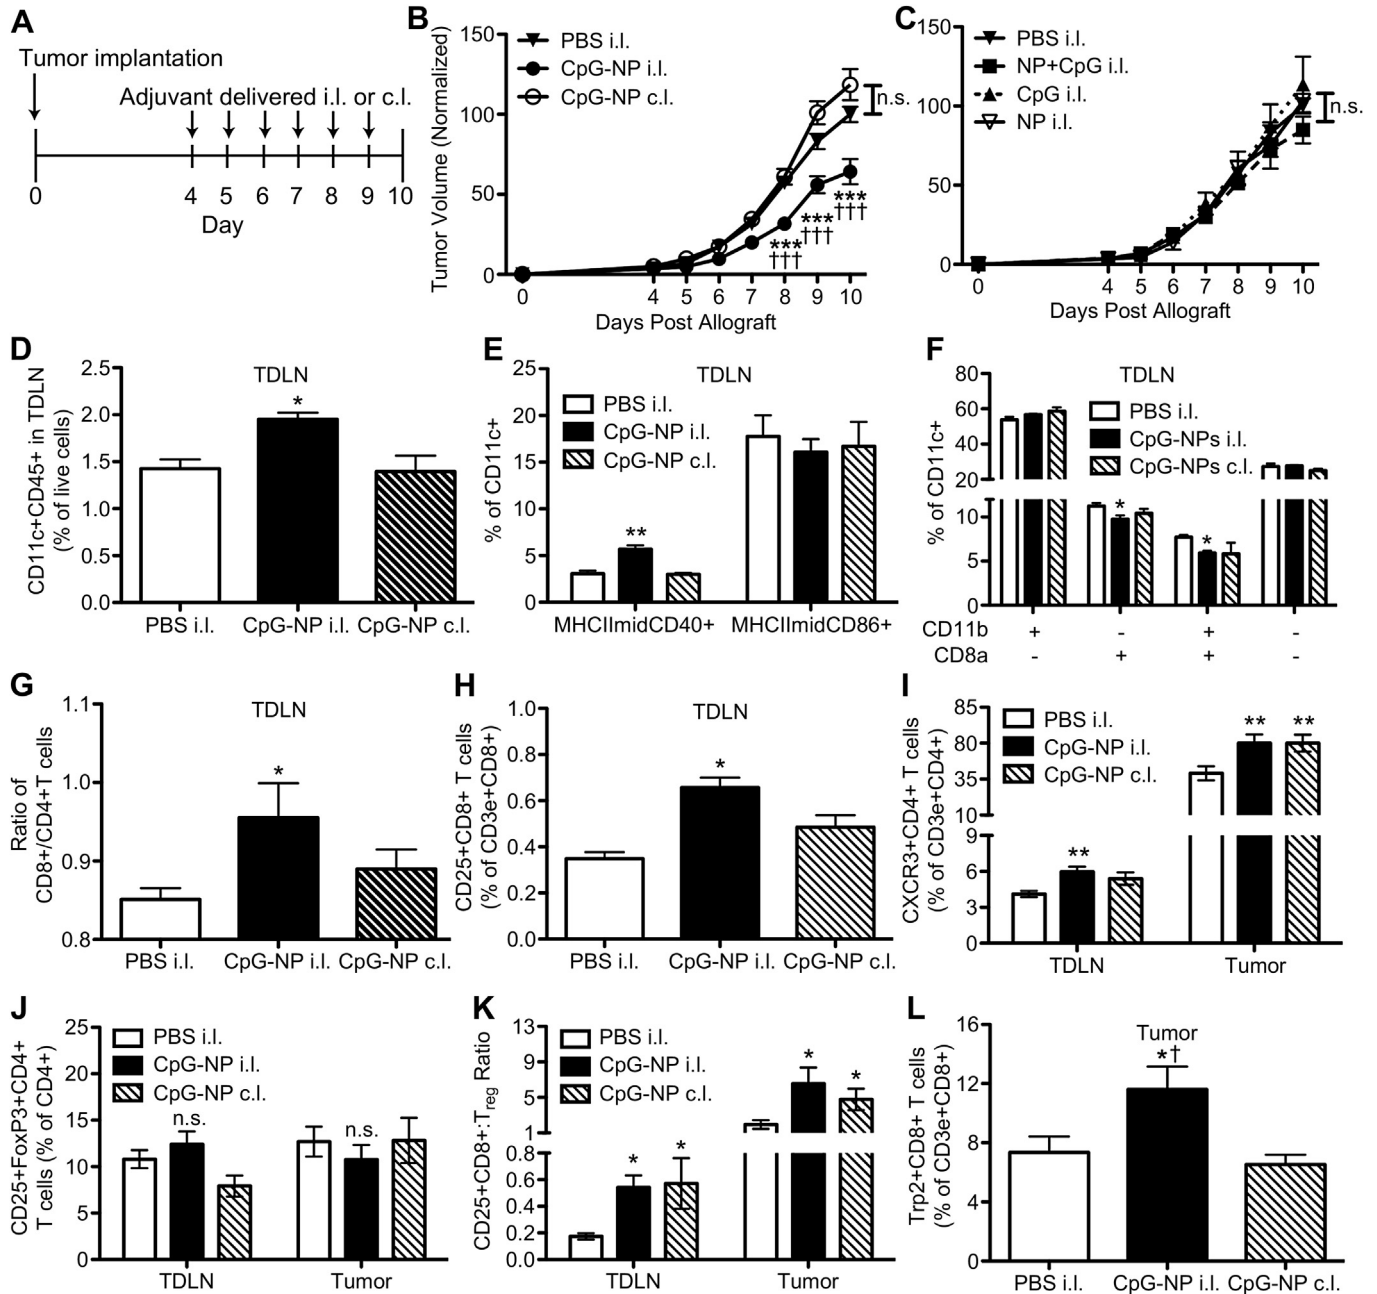 A
Tumor implantation
Adjuvant delivered i.l. or c.l.
0 4 5 6 7 8 9 10
Day
B
Tumor Volume (Normalized)
150
100
50
0
PBS i.l.
CpG-NP i.l.
CpG-NP c.l.
n.s.
***
†††
***
†††
***
†††
0 4 5 6 7 8 9 10
Days Post Allograft
C
150
100
50
0
PBS i.l.
NP+CpG i.l.
CpG i.l.
NP i.l.
n.s.
0 4 5 6 7 8 9 10
Days Post Allograft
D
CD11c+CD45+ in TDLN
(% of live cells)
2.5
2.0
1.5
1.0
0.5
0.0
TDLN
*
PBS i.l. CpG-NP i.l. CpG-NP c.l.
E
% of CD11c+
25
20
15
10
5
0
TDLN
PBS i.l.
CpG-NP i.l.
CpG-NP c.l.
**
MHCIImidCD40+ MHCIImidCD86+
F
% of CD11c+
80
60
40
20
10
5
0
TDLN
PBS i.l.
CpG-NPs i.l.
CpG-NPs c.l.
* *
CD11b + - + -
CD8a - + + -
G
Ratio of
CD8+/CD4+T cells
1.1
1.0
0.9
0.8
TDLN
*
PBS i.l. CpG-NP i.l. CpG-NP c.l.
H
CD25+CD8+ T cells
(% of CD3e+CD8+)
1.0
0.8
0.6
0.4
0.2
0.0
TDLN
*
PBS i.l. CpG-NP i.l. CpG-NP c.l.
I
CXCR3+CD4+ T cells
(% of CD3e+CD4+)
85
80
35
10
9
6
3
0
PBS i.l.
CpG-NP i.l.
CpG-NP c.l.
** ** **
TDLN Tumor
J
CD25+FoxP3+CD4+
T cells (% of CD4+)
25
20
15
10
5
0
PBS i.l.
CpG-NP i.l.
CpG-NP c.l.
n.s. n.s.
TDLN Tumor
K
CD25+CD8+:Treg Ratio
13
9
5
1
0.8
0.6
0.4
0.2
0.0
PBS i.l.
CpG-NP i.l.
CpG-NP c.l.
* * * *
TDLN Tumor
L
Trp2+CD8+ T cells
(% of CD3e+CD8+)
16
12
8
4
0
Tumor
*†
PBS i.l. CpG-NP i.l. CpG-NP c.l.